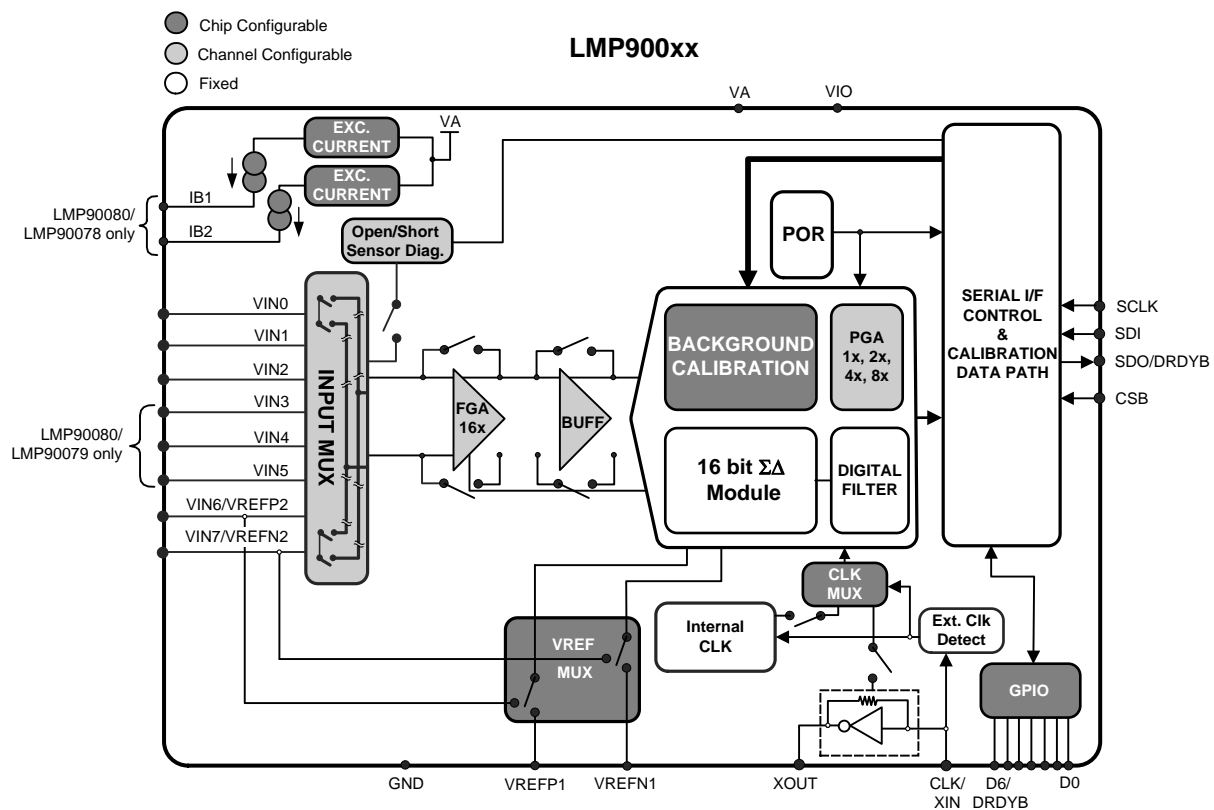 Chip Configurable
Channel Configurable
Fixed
LMP900xx
VA
VIO
EXC.
CURRENT
VA
EXC.
CURRENT
IB1
IB2
LMP90080/
LMP90078 only
Open/Short
Sensor Diag.
POR
SERIAL I/F
CONTROL
&
CALIBRATION
DATA PATH
SCLK
SDI
SDO/DRDYB
CSB
VIN0
VIN1
VIN2
VIN3
VIN4
VIN5
VIN6/VREFP2
VIN7/VREFN2
LMP90080/
LMP90079 only
INPUT MUX
FGA
16x
BUFF
BACKGROUND
CALIBRATION
PGA
1x, 2x,
4x, 8x
16 bit ΣΔ
Module
DIGITAL
FILTER
CLK
MUX
Internal
CLK
Ext. Clk
Detect
VREF
MUX
GPIO
GND
VREFP1
VREFN1
XOUT
CLK/
XIN
D6/
DRDYB
D0